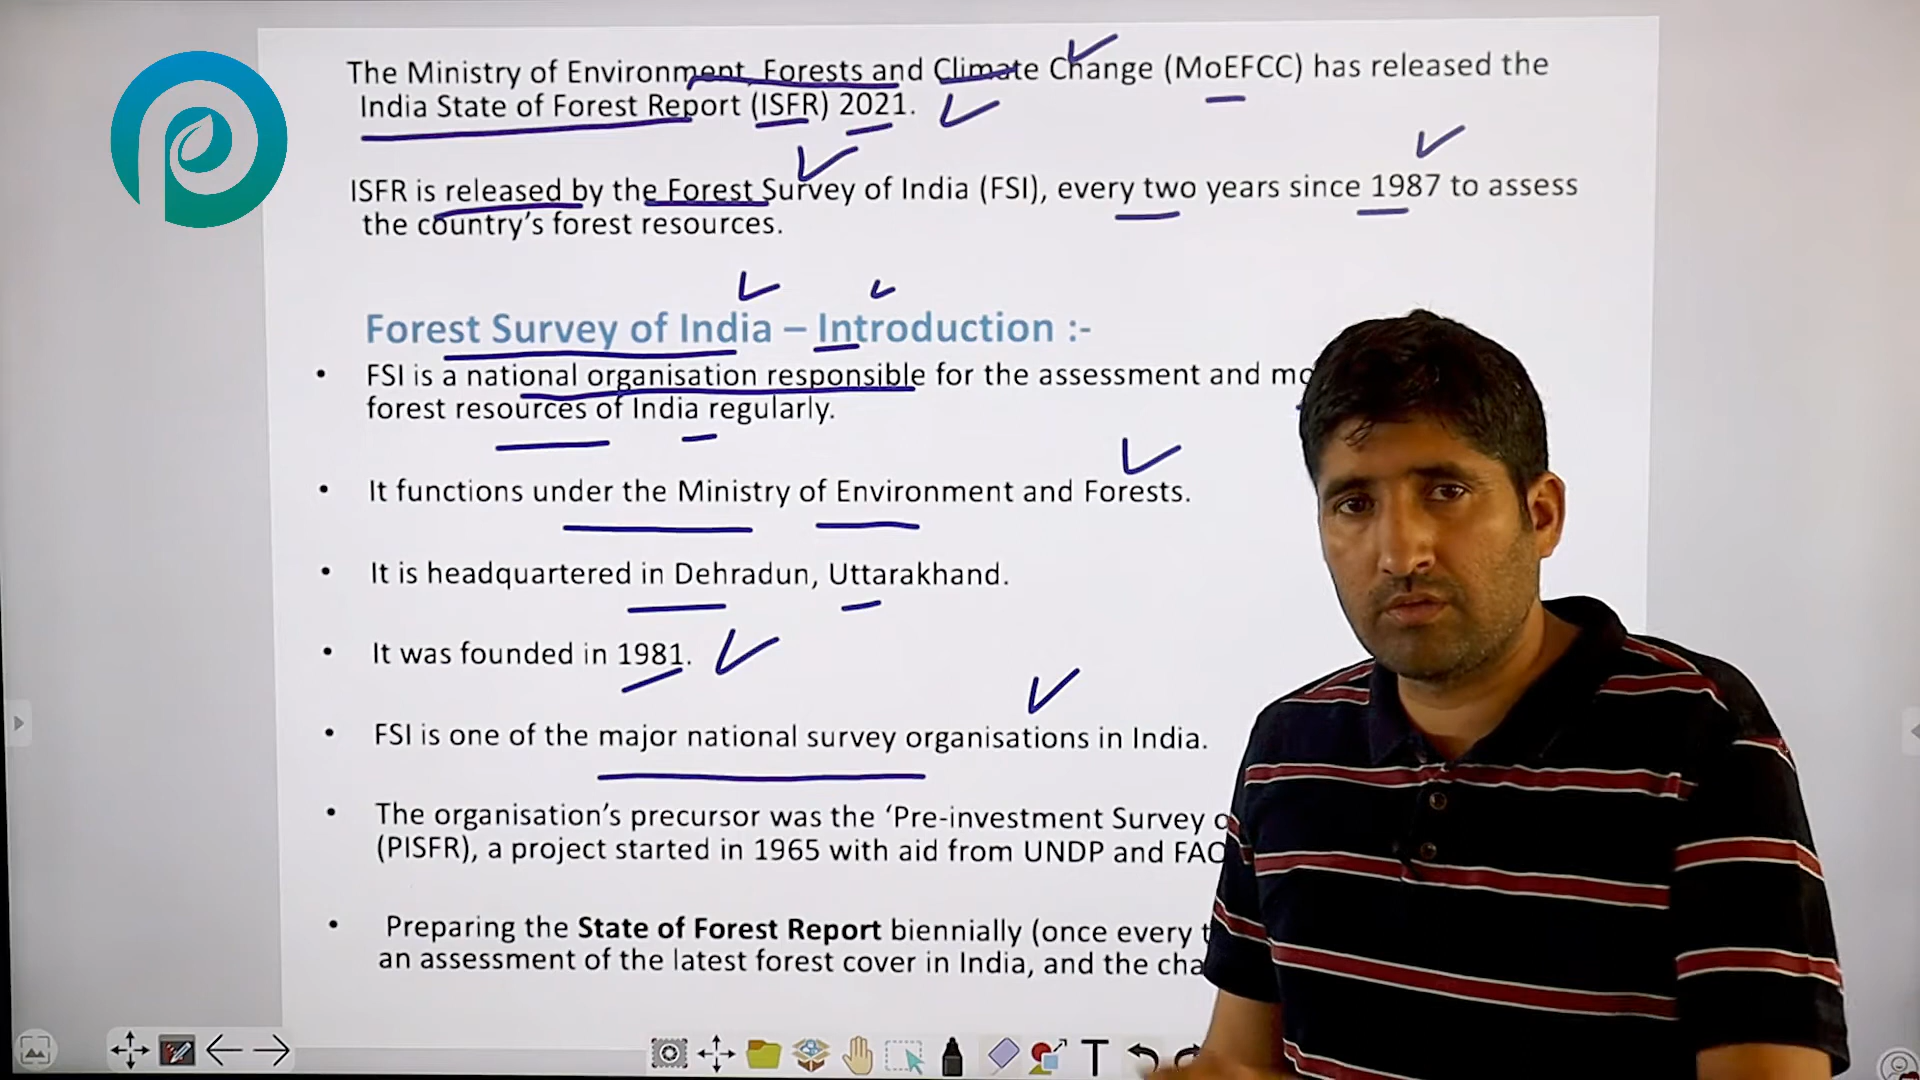 The Ministry of Environment, Forests and Climate Change (MoEFCC) has released the
India State of Forest Report (ISFR) 2021.
ISFR is released by the Forest Survey of India (FSI), every two years since 1987 to assess
the country's forest resources.
Forest Survey of India – Introduction :-
• FSI is a national organisation responsible for the assessment and
forest resources of India regularly.
• It functions under the Ministry of Environment and Forests.
• It is headquartered in Dehradun, Uttarakhand.
• It was founded in 1981.
• FSI is one of the major national survey organisations in India.
• The organisation's precursor was the ‘Pre-investment Survey
(PISFR), a project started in 1965 with aid from UNDP and FAO
• Preparing the State of Forest Report biennially (once every
an assessment of the latest forest cover in India, and the
T